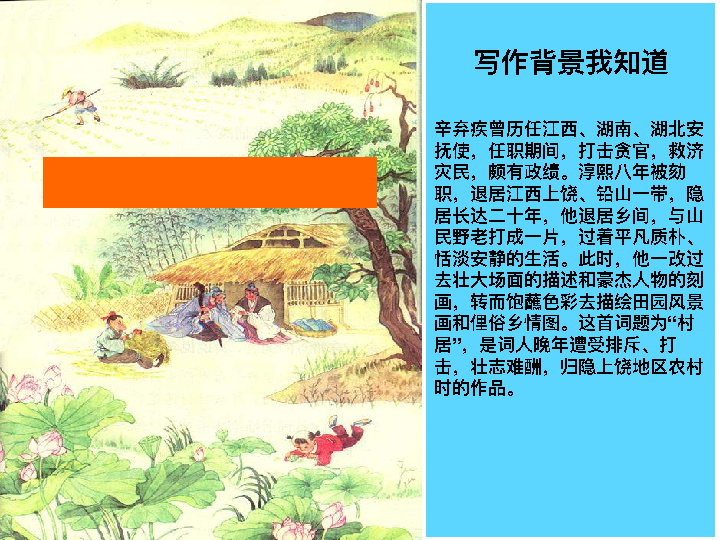 写作背景我知道
辛弃疾曾历任江西、湖南、湖北安
抚使，任职期间，打击贪官，救济
灾民，颇有政绩。淳熙八年被劾
职，退居江西上饶、铅山一带，隐
居长达二十年，他退居乡间，与山
民野老打成一片，过着平凡质朴、
恬淡安静的生活。此时，他一改过
去壮大场面的描述和豪杰人物的刻
画，转而饱蘸色彩去描绘田园风景
画和俚俗乡情图。这首词题为“村
居”，是词人晚年遭受排斥、打
击，壮志难酬，归隐上饶地区农村
时的作品。